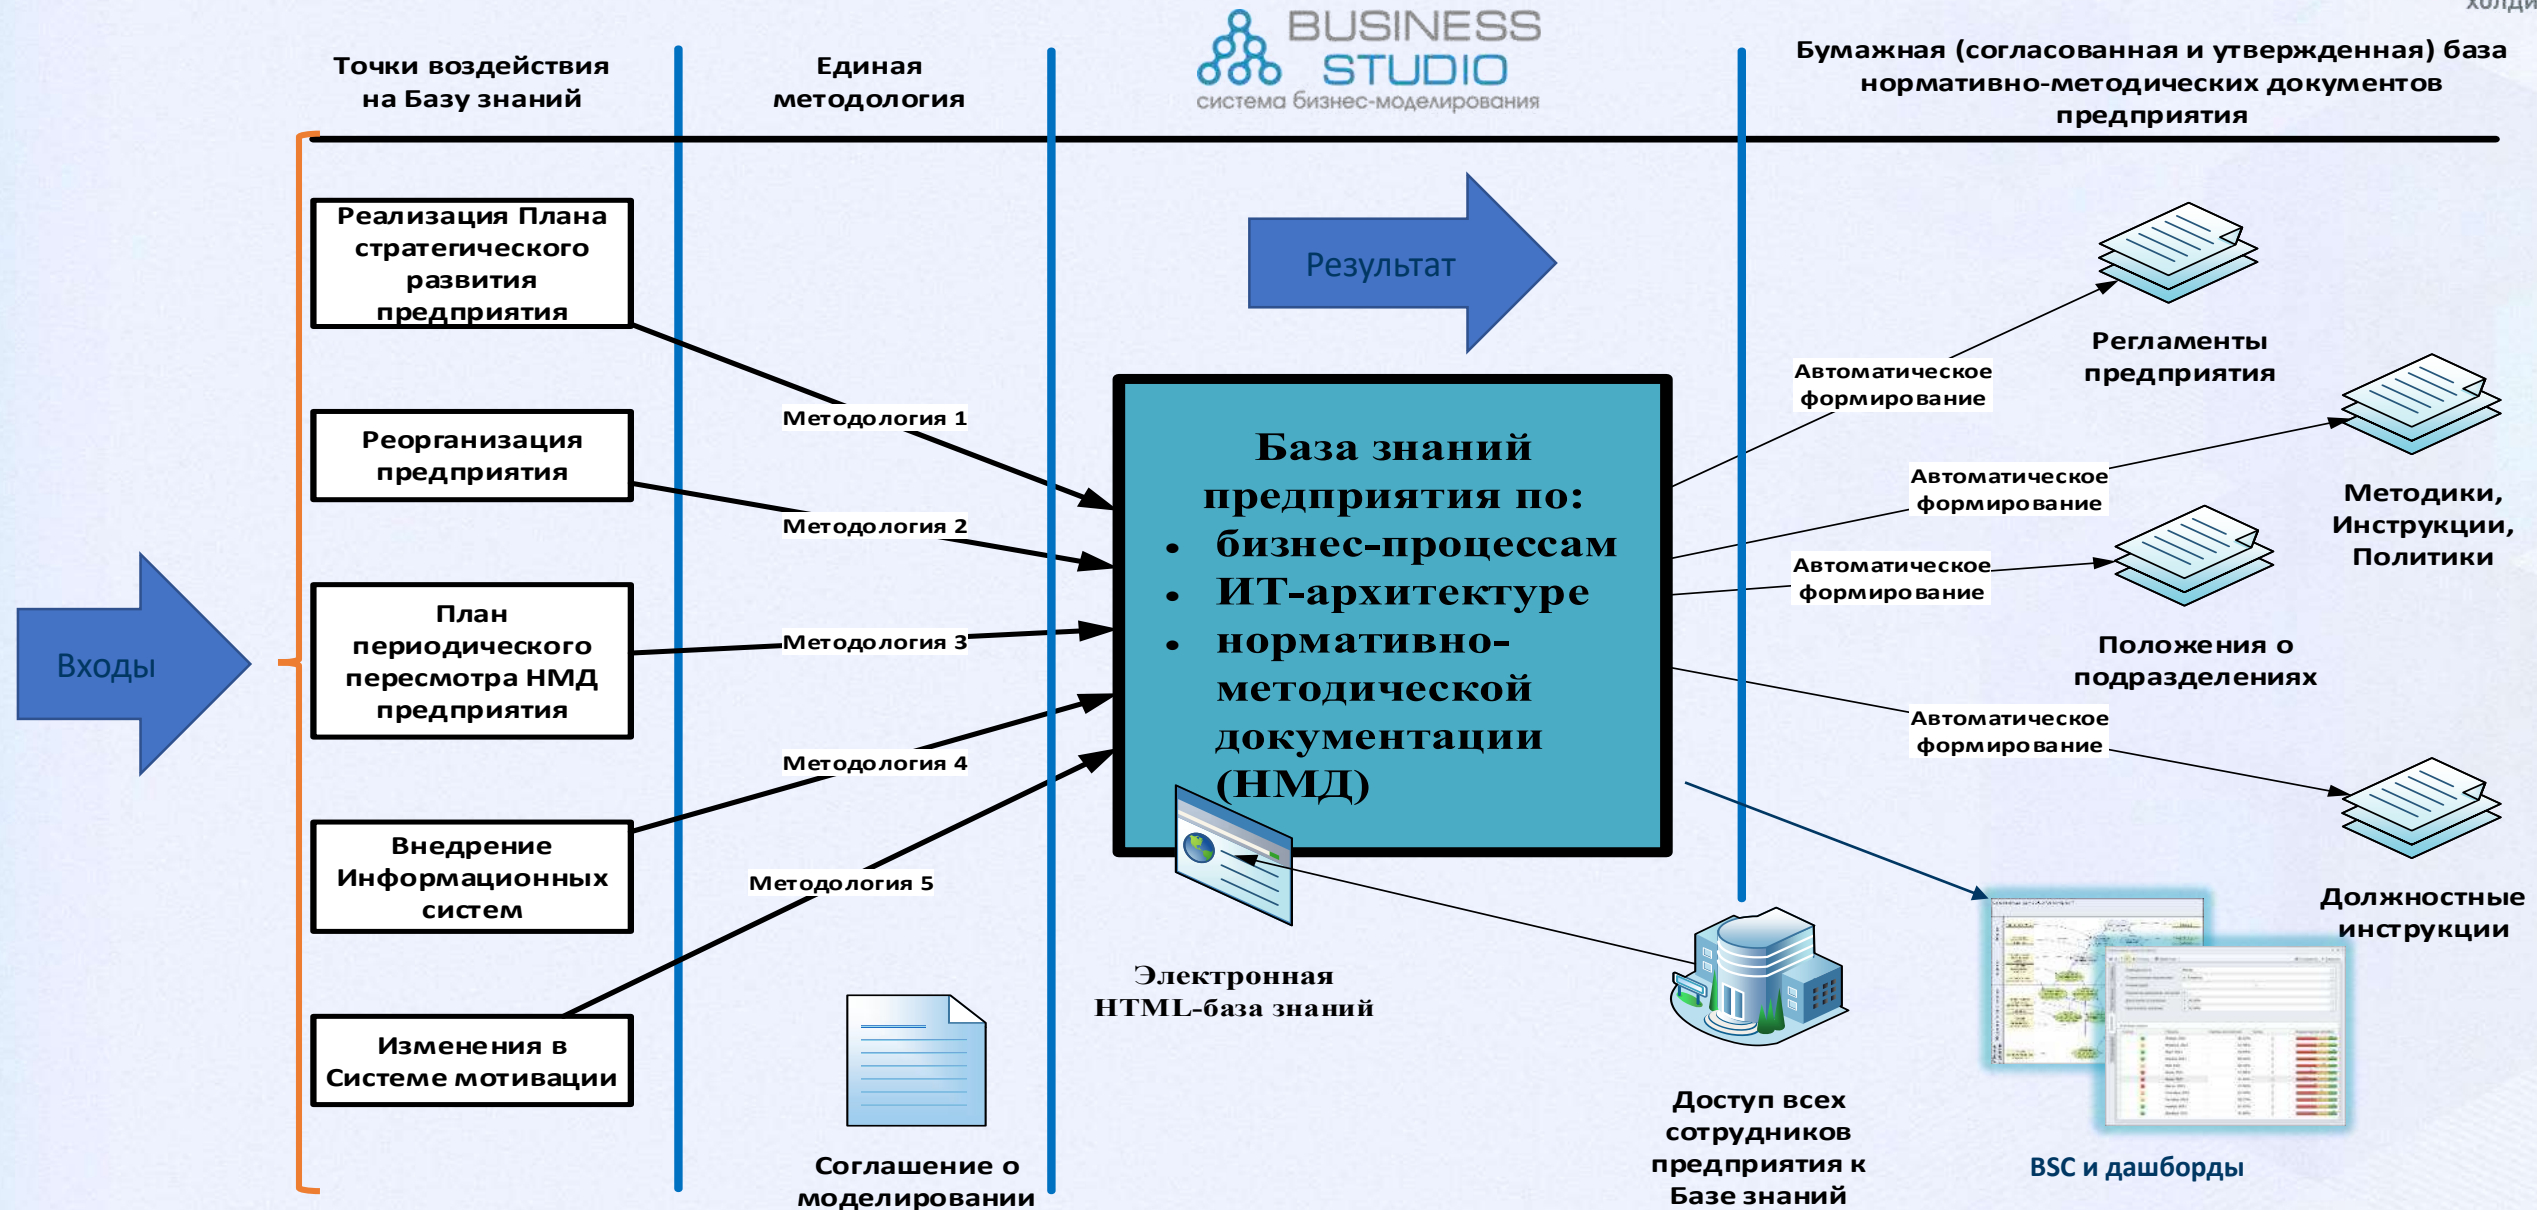 Точки воздействия
на Базу знаний
Единая
методология
BUSINESS
STUDIO
система бизнес-моделирования
Бумажная (согласованная и утвержденная) база
нормативно-методических документов
предприятия
Входы
Реализация Плана
стратегического
развития
предприятия
Реорганизация
предприятия
План
периодического
пересмотра НМД
предприятия
Внедрение
Информационных
систем
Изменения в
Системе мотивации
Методология 1
Методология 2
Методология 3
Методология 4
Методология 5
Соглашение о
моделировании
Результат
База знаний
предприятия по:
• бизнес-процессам
• ИТ-архитектуре
• нормативно-
методической
документации
(НМД)
Электронная
HTML-база знаний
Доступ всех
сотрудников
предприятия к
Базе знаний
Автоматическое
формирование
Регламенты
предприятия
Автоматическое
формирование
Методики,
Инструкции,
Политики
Автоматическое
формирование
Положения о
подразделениях
Автоматическое
формирование
Должностные
инструкции
BSC и дашборды